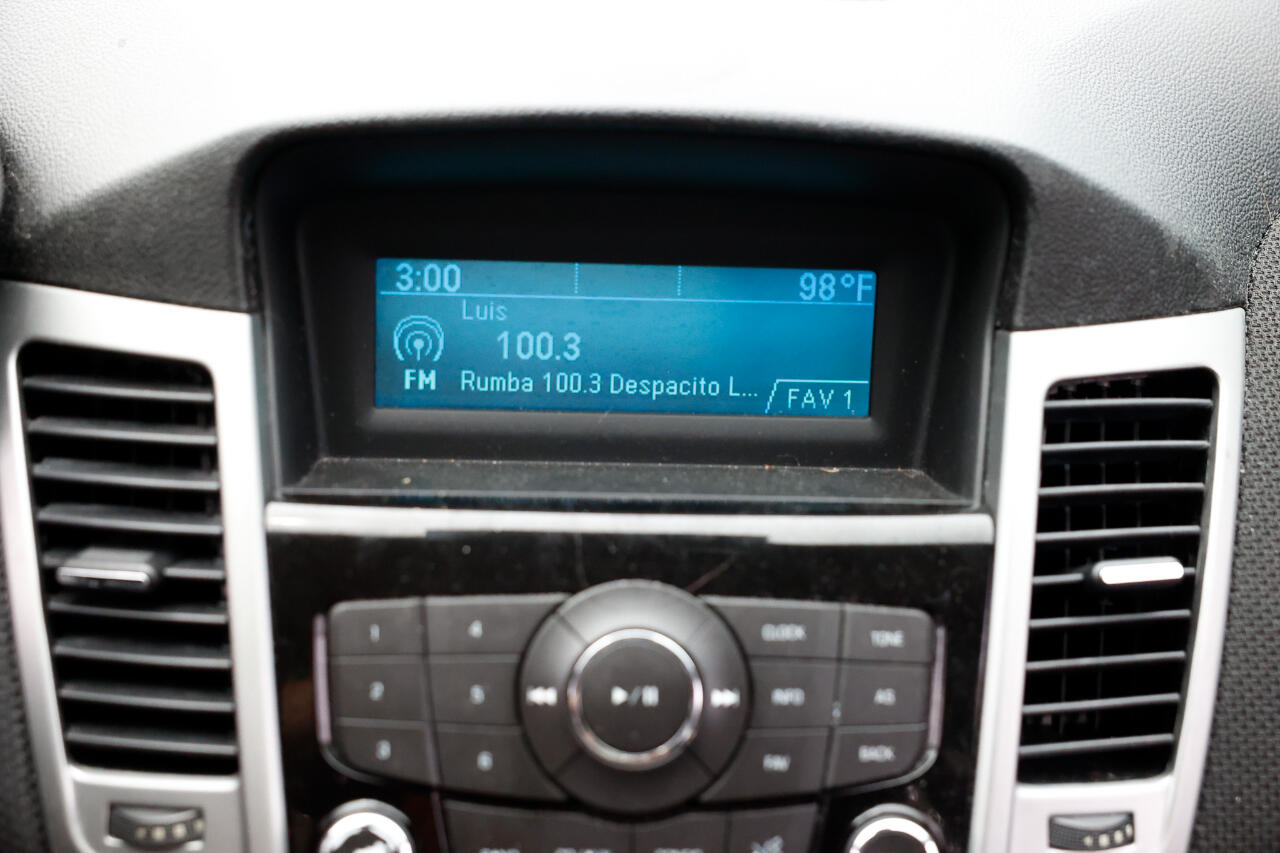 3:00 98°F
Luis
100.3
FM Rumba 100.3 Despacito L...
FAV 1
1 4 CLOCK TONE
2 5 INFO AS
3 6 FAV BACK